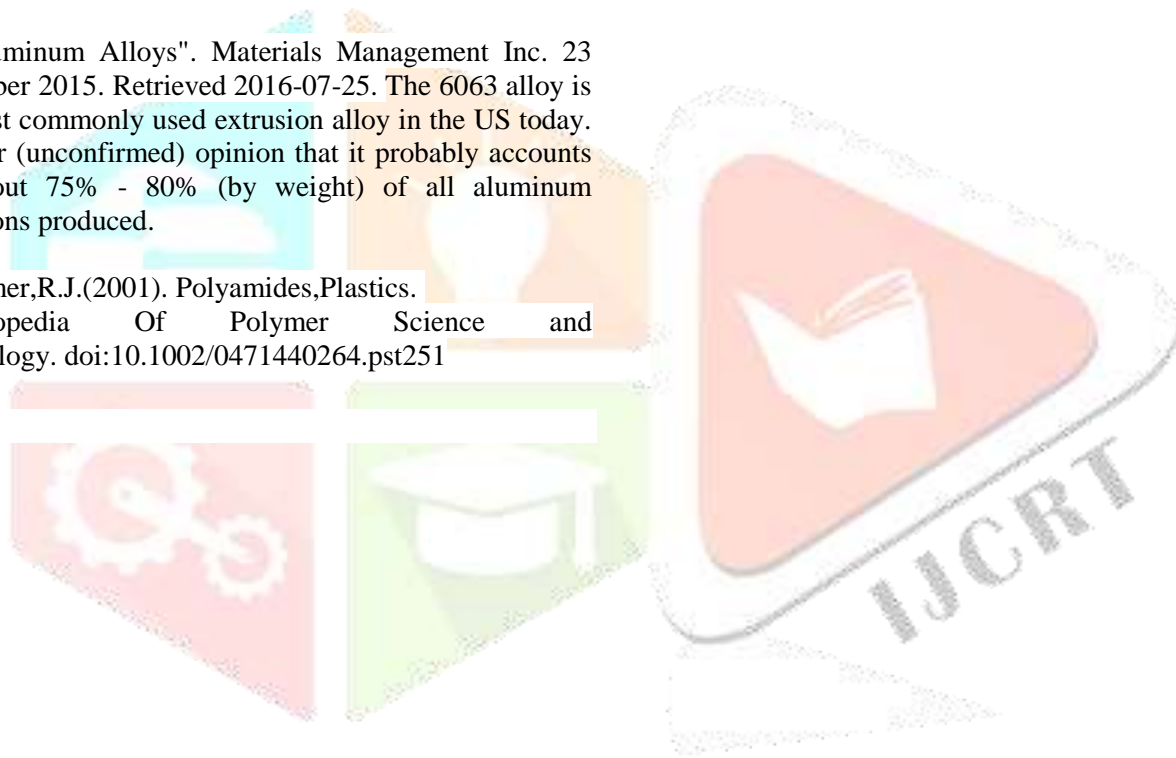 uminum Alloys". Materials Management Inc. 23
ber 2015. Retrieved 2016-07-25. The 6063 alloy is
st commonly used extrusion alloy in the US today.
r (unconfirmed) opinion that it probably accounts
out 75% - 80% (by weight) of all aluminum
ons produced.
ner,R.J.(2001). Polyamides,Plastics.
opedia Of Polymer Science and
logy. doi:10.1002/0471440264.pst251
IJCRT